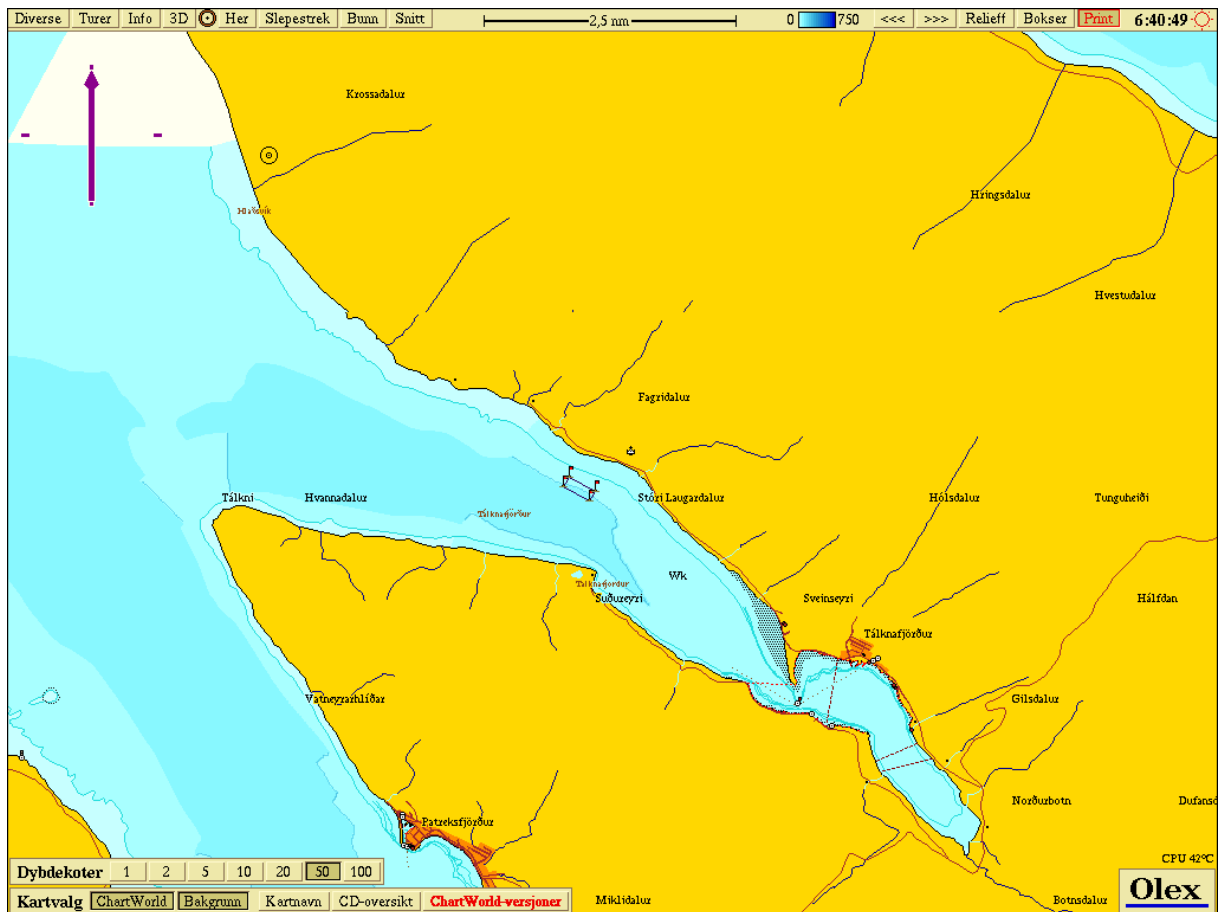 Diverse Turer Info 3D Her Slepestrek Bunn Snitt 2,5 nm 0 750 <<< >>> Relieff Bokser Print 6:40:49
Krossadalur
Hringsdalur
Hlaðsvík
Hvestudalur
Fagridalur
Tálkni Hvannadalur Stóri Laugardalur Hólsdalur Tunguheiði
Tálknafjörður
Wk
Tálknafjörður
Suðureyri Sveinseyri Hálfdan
Tálknafjörður
Vatneyrarhlíðar Gilsdalur
Norðurbotn Dufansd
Patreksfjörður
CPU 42°C
Dybdekoter 1 2 5 10 20 50 100
Kartvalg ChartWorld Bakgrunn Kartnavn CD-oversikt ChartWorld-versjoner Miklidalur Botnsdalur
Olex